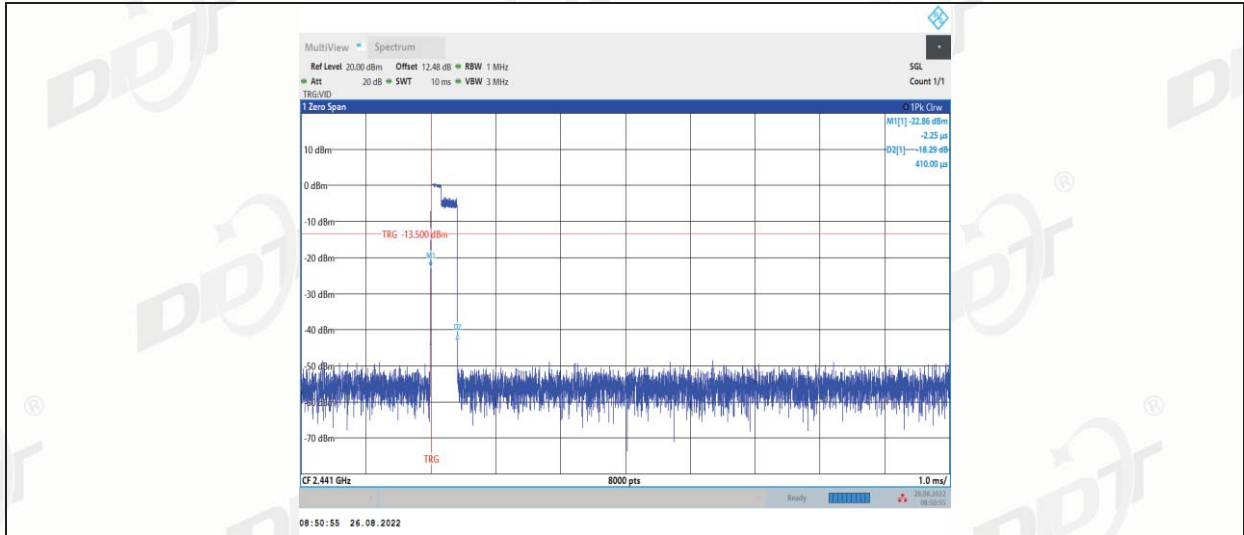 MultiView Spectrum
Ref Level 20.00 dBm Offset 12.48 dB RBW 1 MHz SGL
Att 20 dB SWT 10 ms VBW 3 MHz Count 1/1
TRG:VID
1 Zero Span 1Pk Clrw
M1[1] -22.86 dBm
-2.25 µs
10 dBm D2[1] -18.29 dB
410.00 µs
0 dBm
-10 dBm
TRG -13.500 dBm
-20 dBm M1
-30 dBm
-40 dBm D2
-50 dBm
-60 dBm
-70 dBm
TRG
CF 2.441 GHz 8000 pts 1.0 ms/
Ready 26.08.2022
08:50:55
08:50:55 26.08.2022
DDT
®